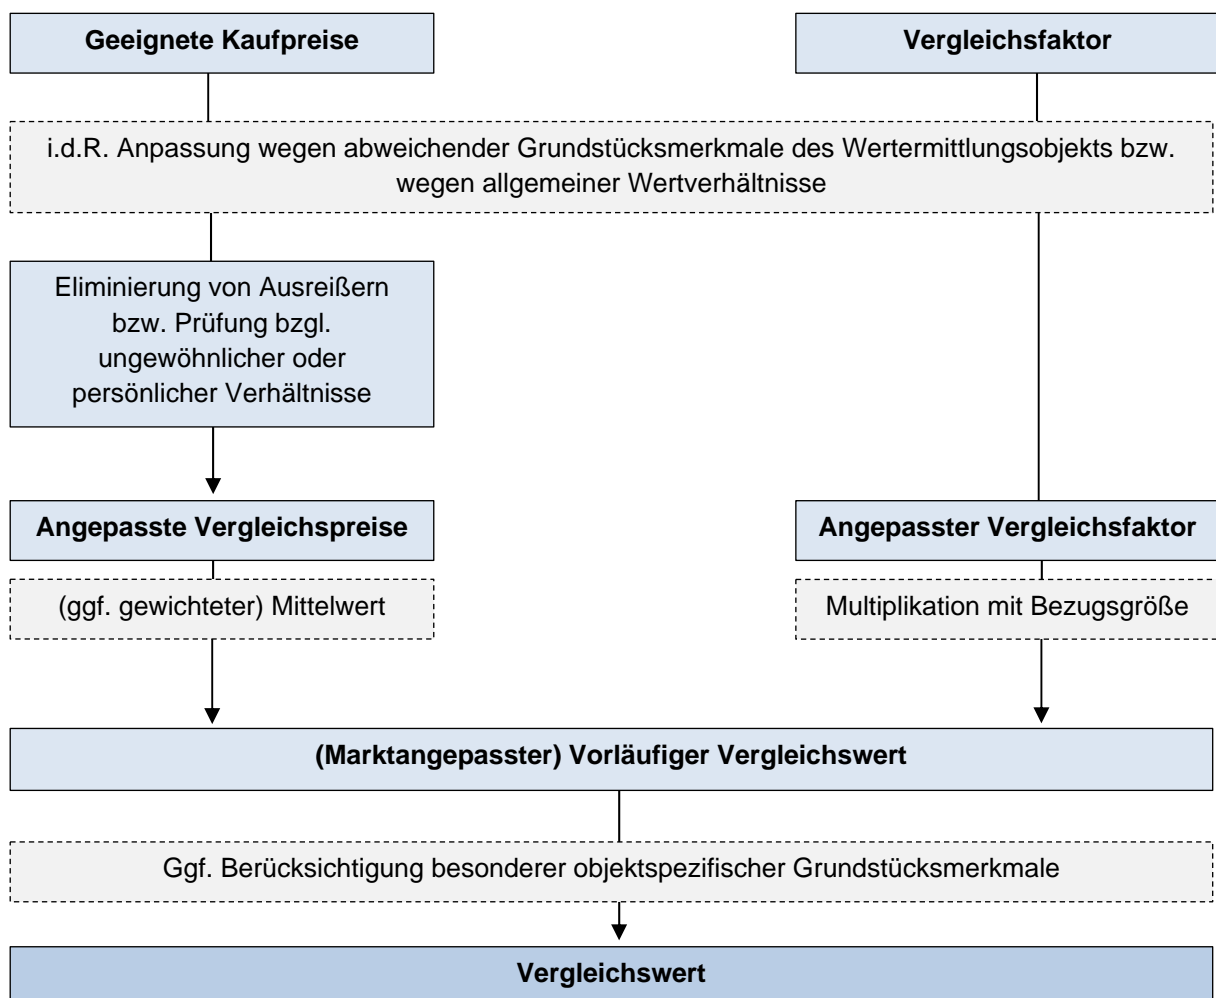 Geeignete Kaufpreise
Vergleichsfaktor
i.d.R. Anpassung wegen abweichender Grundstücksmerkmale des Wertermittlungsobjekts bzw.
wegen allgemeiner Wertverhältnisse
Eliminierung von Ausreißern
bzw. Prüfung bzgl.
ungewöhnlicher oder
persönlicher Verhältnisse
Angepasste Vergleichspreise
Angepasster Vergleichsfaktor
(ggf. gewichteter) Mittelwert
Multiplikation mit Bezugsgröße
(Marktangepasster) Vorläufiger Vergleichswert
Ggf. Berücksichtigung besonderer objektspezifischer Grundstücksmerkmale
Vergleichswert